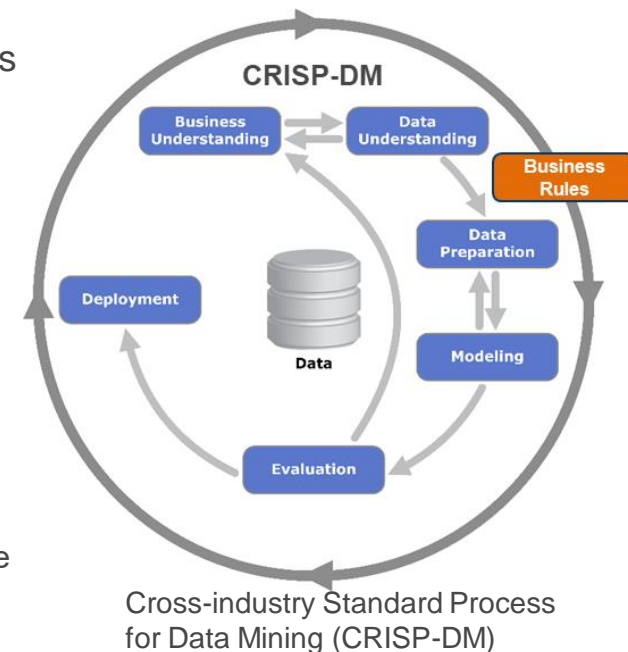 s
CRISP-DM
Business
Understanding
Data
Understanding
Business
Rules
Data
Preparation
Deployment
Data
Modeling
Evaluation
e
Cross-industry Standard Process
for Data Mining (CRISP-DM)